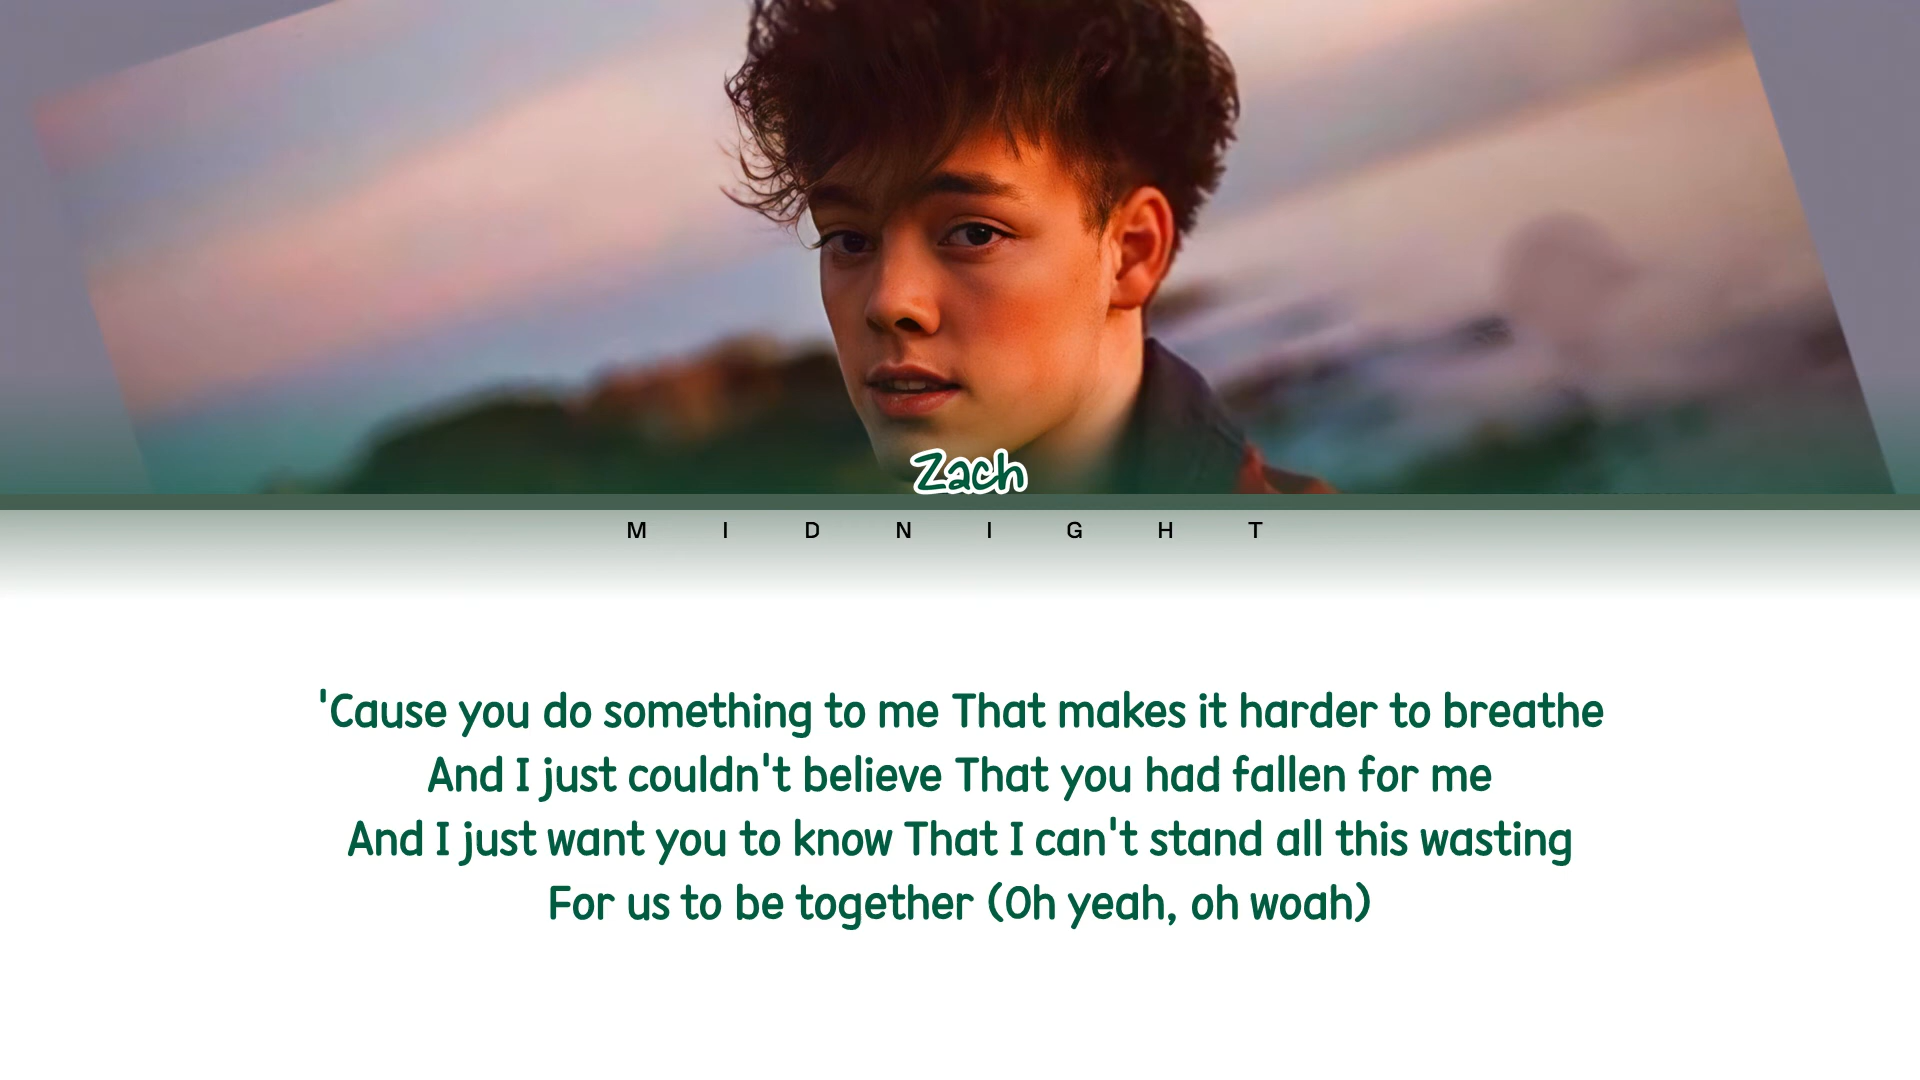 Zach
MIDNIGHT
'Cause you do something to me That makes it harder to breathe
And I just couldn't believe That you had fallen for me
And I just want you to know That I can't stand all this wasting
For us to be together (Oh yeah, oh woah)